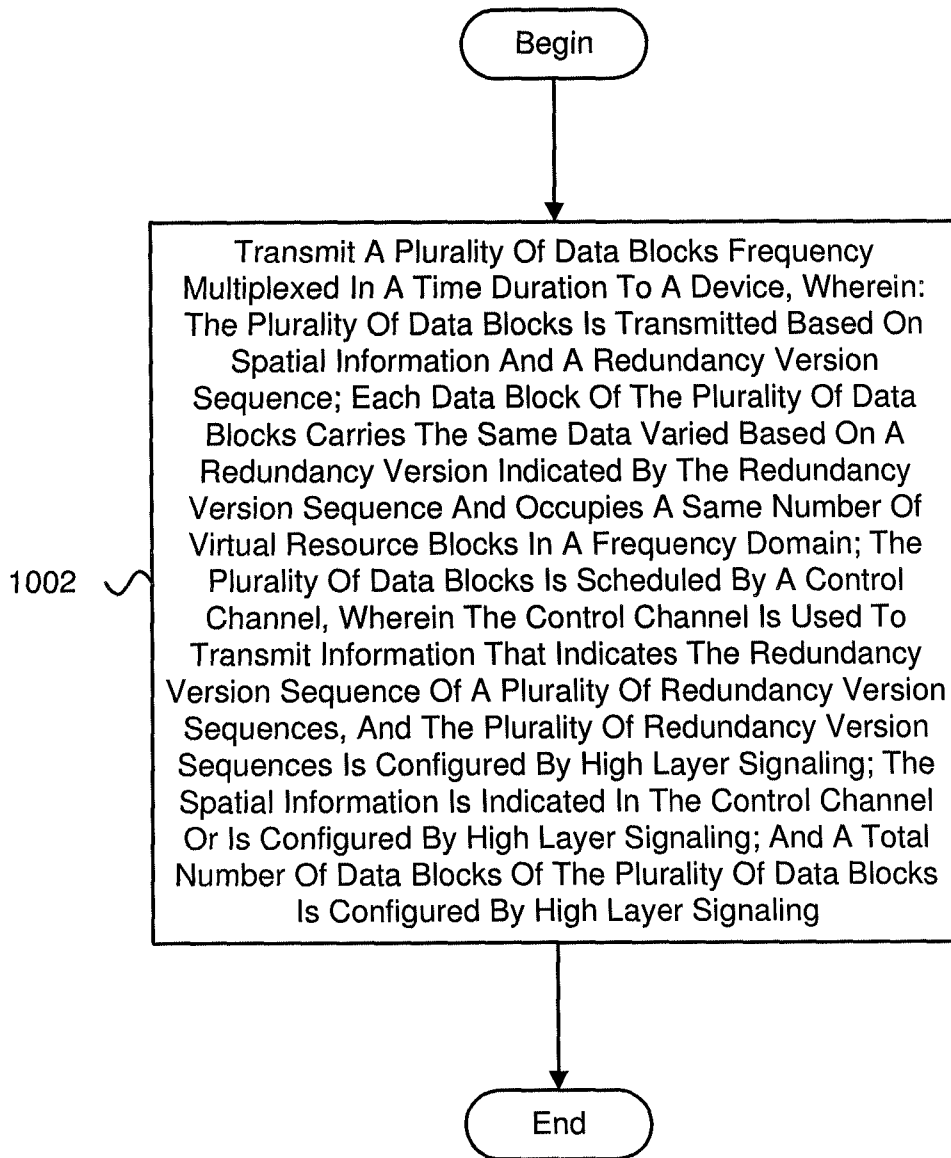 Begin
Transmit A Plurality Of Data Blocks Frequency
Multiplexed In A Time Duration To A Device, Wherein:
The Plurality Of Data Blocks Is Transmitted Based On
Spatial Information And A Redundancy Version
Sequence; Each Data Block Of The Plurality Of Data
Blocks Carries The Same Data Varied Based On A
Redundancy Version Indicated By The Redundancy
Version Sequence And Occupies A Same Number Of
Virtual Resource Blocks In A Frequency Domain; The
Plurality Of Data Blocks Is Scheduled By A Control
Channel, Wherein The Control Channel Is Used To
Transmit Information That Indicates The Redundancy
Version Sequence Of A Plurality Of Redundancy Version
Sequences, And The Plurality Of Redundancy Version
Sequences Is Configured By High Layer Signaling; The
Spatial Information Is Indicated In The Control Channel
Or Is Configured By High Layer Signaling; And A Total
Number Of Data Blocks Of The Plurality Of Data Blocks
Is Configured By High Layer Signaling
1002
End